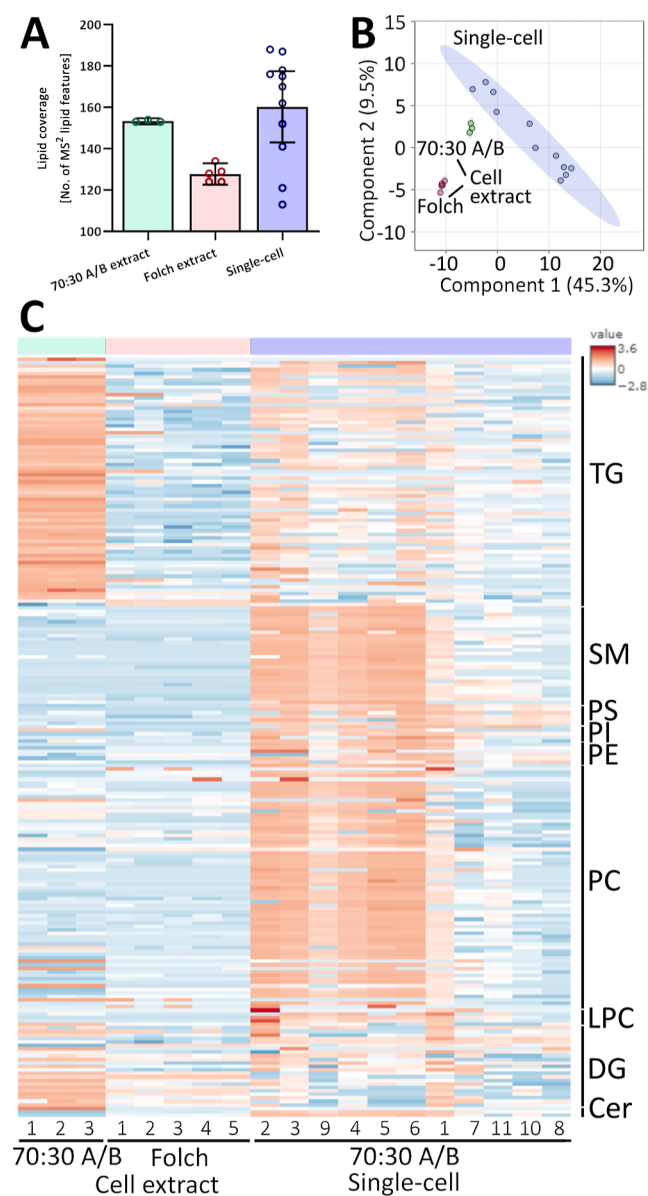 A
Lipid coverage
[No. of MS² lipid features]
200
180
160
140
120
100
70:30 A/B extract
Folch extract
Single-cell
B
Component 2 (9.5%)
15
10
5
0
-5
-10
Single-cell
70:30 A/B
Cell
extract
Folch
-10
0
10
20
Component 1 (45.3%)
C
value
3.6
0
−2.8
TG
SM
PS
PI
PE
PC
LPC
DG
Cer
1 2 3 1 2 3 4 5 2 3 9 4 5 6 1 7 11 10 8
70:30 A/B Folch 70:30 A/B
Cell extract Single-cell